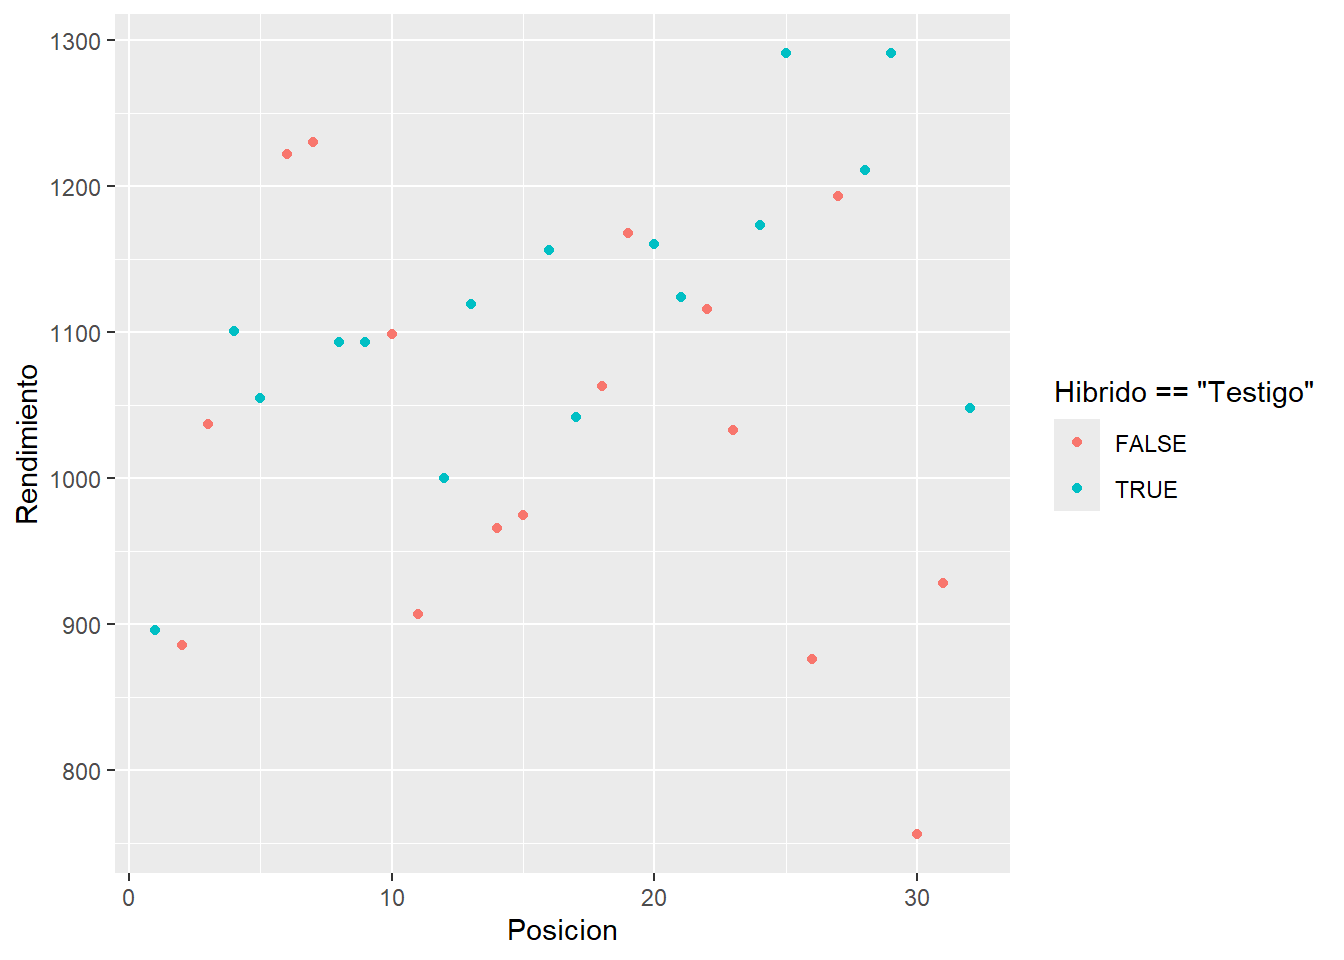 1300
1200
1100
1000
900
800
0
10
20
30
Posicion
Rendimiento
Hibrido == "Testigo"
FALSE
TRUE